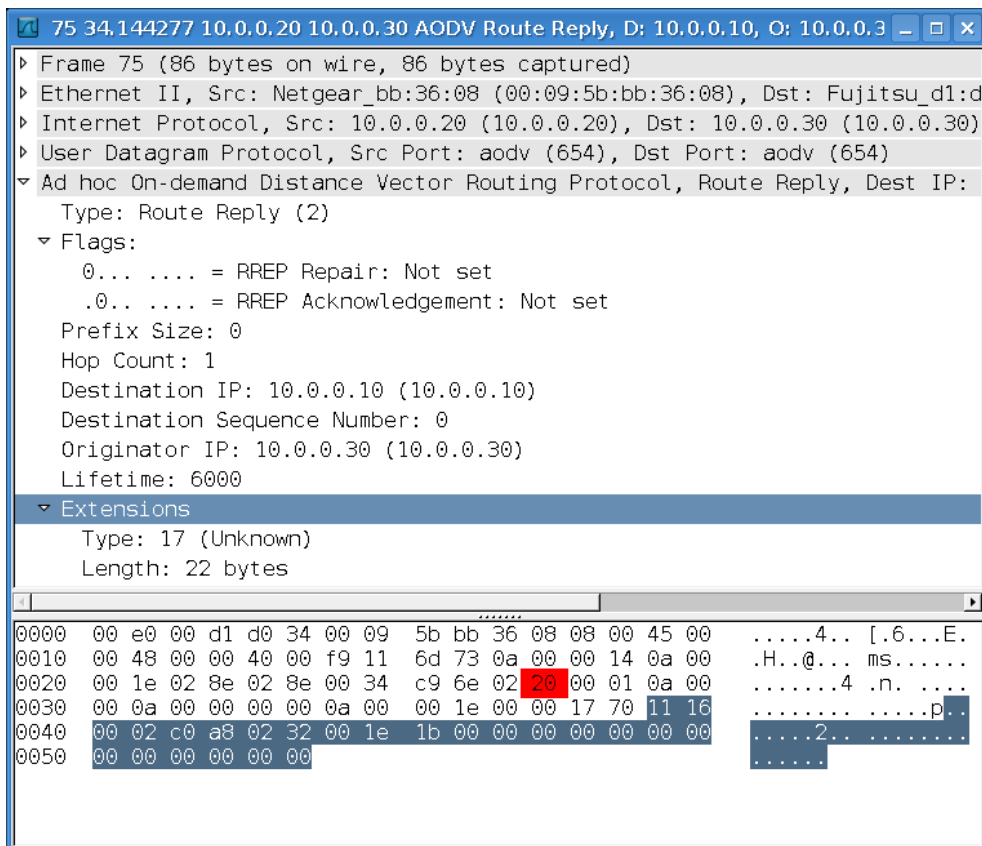 75 34.144277 10.0.0.20 10.0.0.30 AODV Route Reply, D: 10.0.0.10, O: 10.0.0.3
Frame 75 (86 bytes on wire, 86 bytes captured)
Ethernet II, Src: Netgear_bb:36:08 (00:09:5b:bb:36:08), Dst: Fujitsu_d1:d
Internet Protocol, Src: 10.0.0.20 (10.0.0.20), Dst: 10.0.0.30 (10.0.0.30)
User Datagram Protocol, Src Port: aodv (654), Dst Port: aodv (654)
Ad hoc On-demand Distance Vector Routing Protocol, Route Reply, Dest IP:
Type: Route Reply (2)
Flags:
0... .... = RREP Repair: Not set
.0.. .... = RREP Acknowledgement: Not set
Prefix Size: 0
Hop Count: 1
Destination IP: 10.0.0.10 (10.0.0.10)
Destination Sequence Number: 0
Originator IP: 10.0.0.30 (10.0.0.30)
Lifetime: 6000
Extensions
Type: 17 (Unknown)
Length: 22 bytes
0000 00 e0 00 d1 d0 34 00 09 5b bb 36 08 08 00 45 00 .....4.. [.6...E.
0010 00 48 00 00 40 00 f9 11 6d 73 0a 00 00 14 0a 00 .H..@... ms......
0020 00 1e 02 8e 02 8e 00 34 c9 6e 02 20 00 01 0a 00 .......4 .n. ....
0030 00 0a 00 00 00 00 0a 00 00 1e 00 00 17 70 11 16 ........ .....p..
0040 00 02 c0 a8 02 32 00 1e 1b 00 00 00 00 00 00 00 .....2.. ........
0050 00 00 00 00 00 00 ......